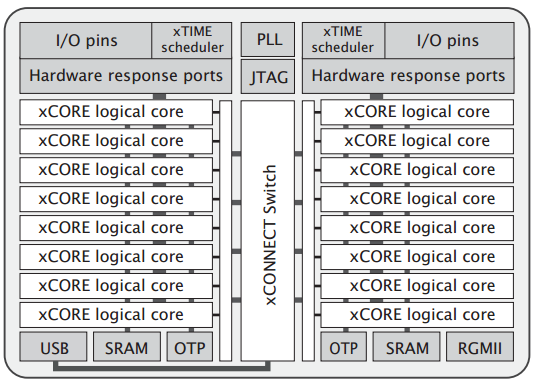 I/O pins
xTIME
scheduler
Hardware response ports
PLL
JTAG
xTIME
scheduler
I/O pins
Hardware response ports
xCORE logical core
xCORE logical core
xCORE logical core
xCORE logical core
xCORE logical core
xCORE logical core
xCORE logical core
xCORE logical core
USB
SRAM
OTP
xCONNECT Switch
xCORE logical core
xCORE logical core
xCORE logical core
xCORE logical core
xCORE logical core
xCORE logical core
xCORE logical core
xCORE logical core
OTP
SRAM
RGMII